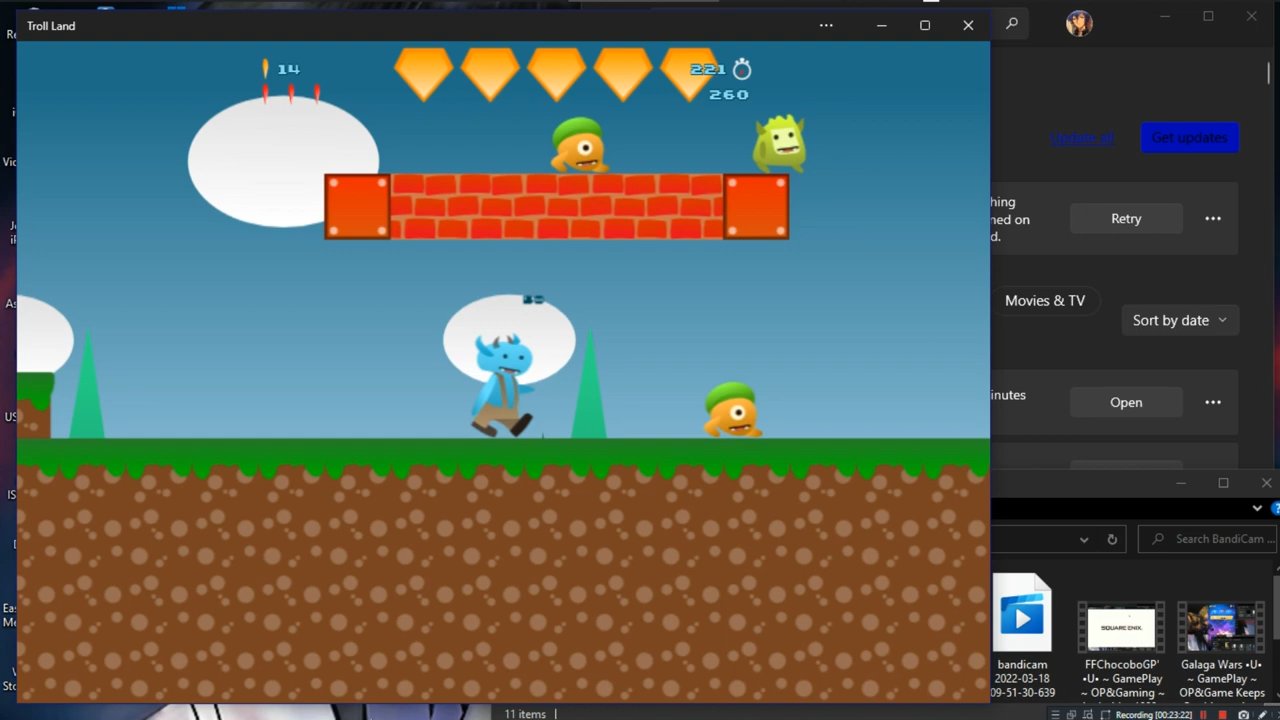 Troll Land
14
221
260
Update all
Get updates
hing
ned on
d.
Retry
Movies & TV
Sort by date
inutes
Open
Search BandiCam ...
bandicam
2022-03-18
09-51-30-639
FFChocoboGP'
•U• ~ GamePlay
~ OP&Gaming ~
Galaga Wars •U•
~ GamePlay ~
OP&Game Keeps
SQUARE ENIX.
11 items
Recording [00:23:22]